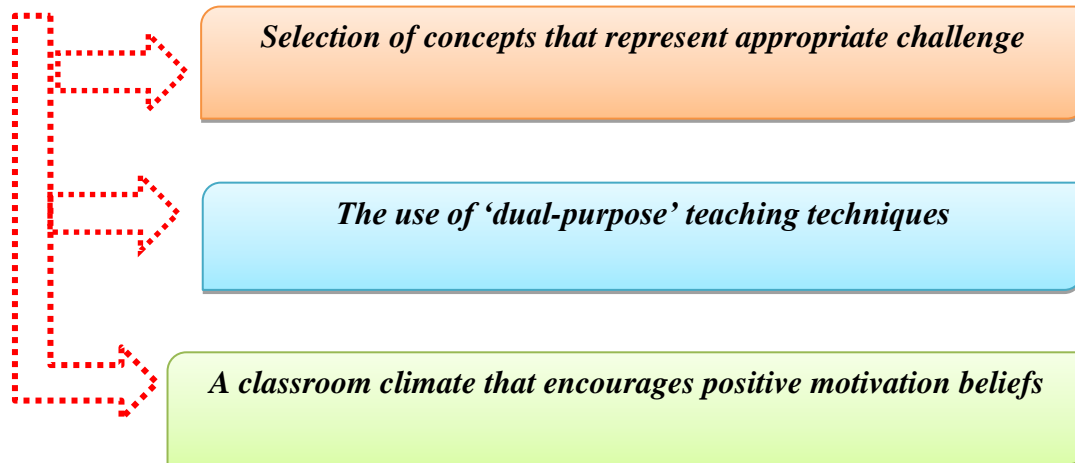 Selection of concepts that represent appropriate challenge
The use of ‘dual-purpose’ teaching techniques
A classroom climate that encourages positive motivation beliefs